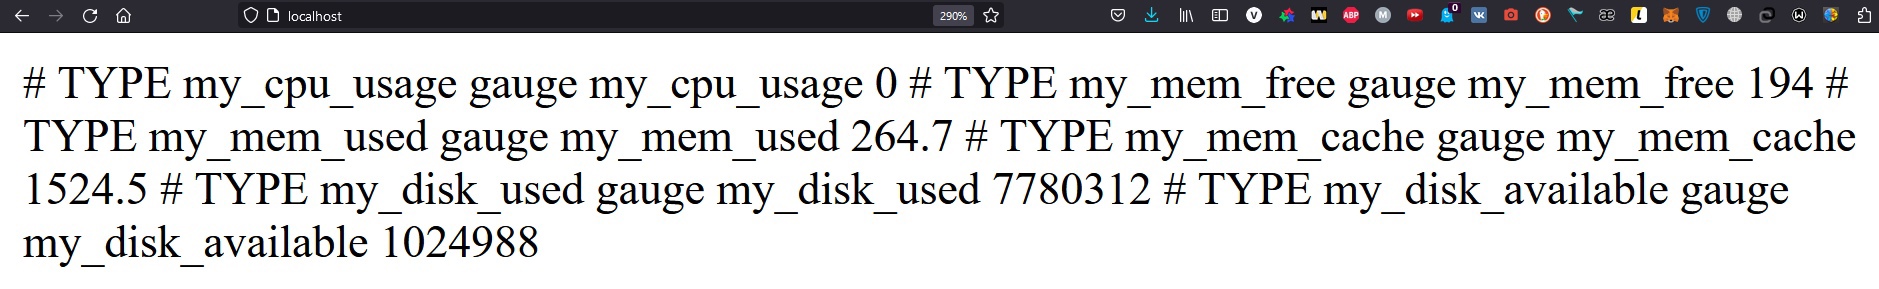 localhost
290%
V
ABP
M
0
VK
æ
L
W
# TYPE my_cpu_usage gauge my_cpu_usage 0 # TYPE my_mem_free gauge my_mem_free 194 #
TYPE my_mem_used gauge my_mem_used 264.7 # TYPE my_mem_cache gauge my_mem_cache
1524.5 # TYPE my_disk_used gauge my_disk_used 7780312 # TYPE my_disk_available gauge
my_disk_available 1024988